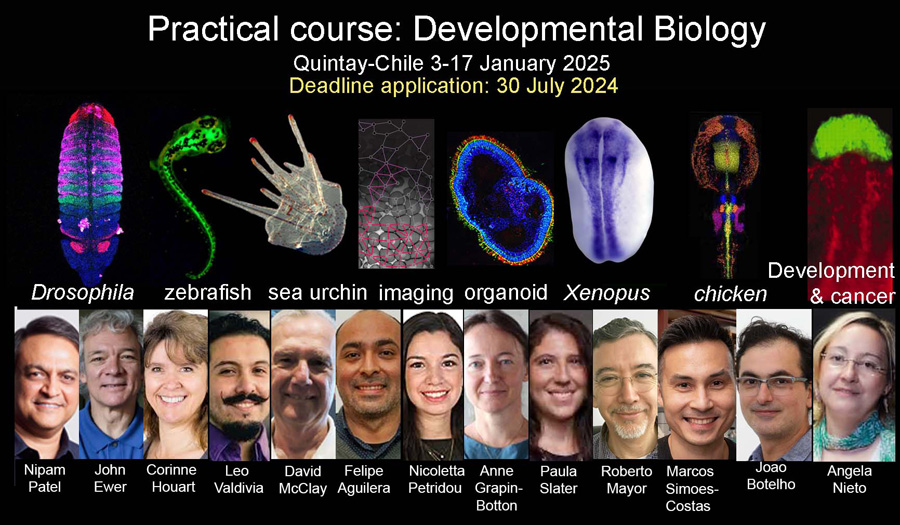 Practical course: Developmental Biology
Quintay-Chile 3-17 January 2025
Deadline application: 30 July 2024
Drosophila
zebrafish
sea urchin
imaging
organoid
Xenopus
chicken
Development
& cancer
Nipam
Patel
John
Ewer
Corinne
Houart
Leo
Valdivia
David
McClay
Felipe
Aguilera
Nicoletta
Petridou
Anne
Grapin-
Botton
Paula
Slater
Roberto
Mayor
Marcos
Simoes-
Costas
Joao
Botelho
Angela
Nieto